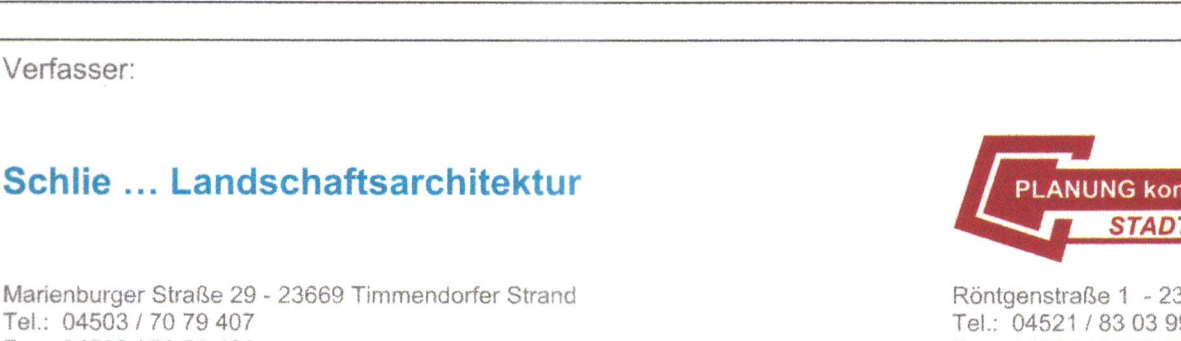 Verfasser:
Schlie ... Landschaftsarchitektur
Marienburger Straße 29 - 23669 Timmendorfer Strand
Tel.: 04503 / 70 79 407
PLANUNG
Röntgenstraße 1 - 23
Tel.: 04521 / 83 03